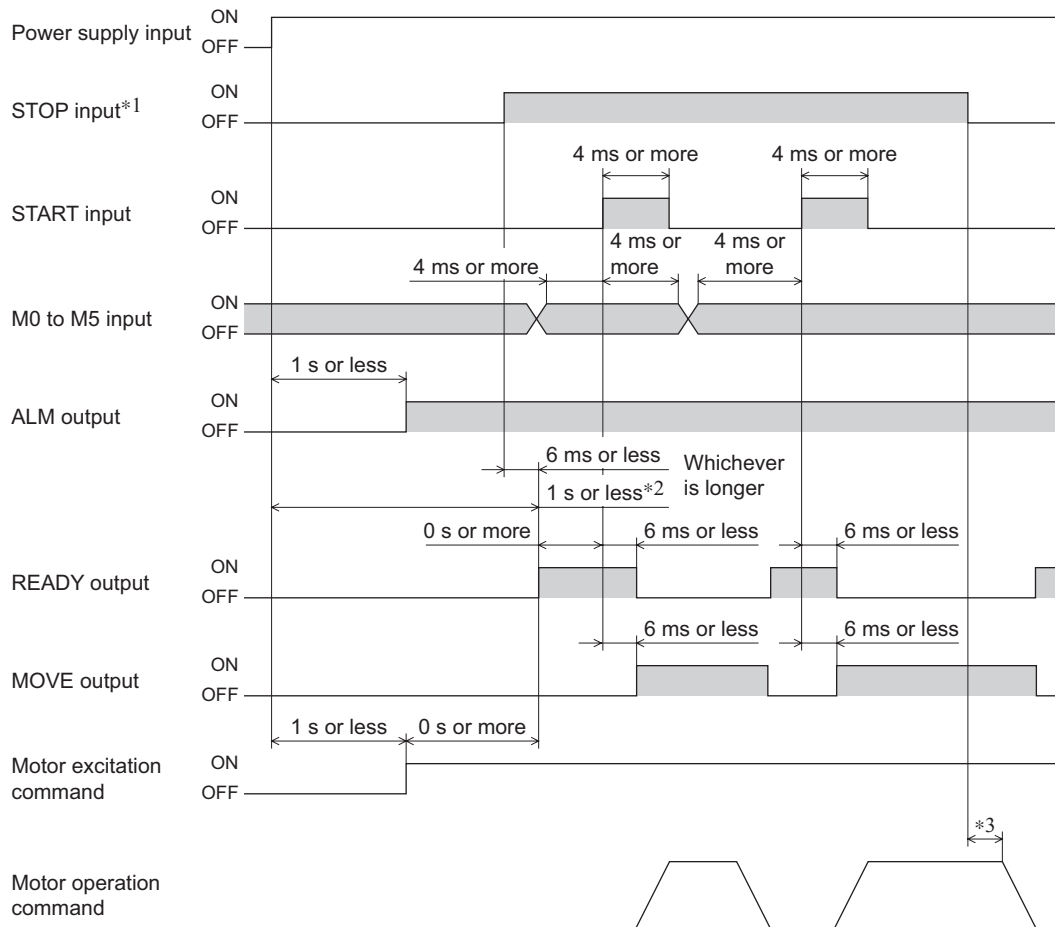 Power supply input
ON
OFF
STOP input*1
ON
OFF
4 ms or more
4 ms or more
START input
ON
OFF
4 ms or more
4 ms or
more
4 ms or
more
M0 to M5 input
ON
OFF
1 s or less
ALM output
ON
OFF
6 ms or less
Whichever
is longer
1 s or less*2
0 s or more
6 ms or less
6 ms or less
READY output
ON
OFF
6 ms or less
6 ms or less
MOVE output
ON
OFF
1 s or less
0 s or more
Motor excitation
command
ON
OFF
*3
Motor operation
command